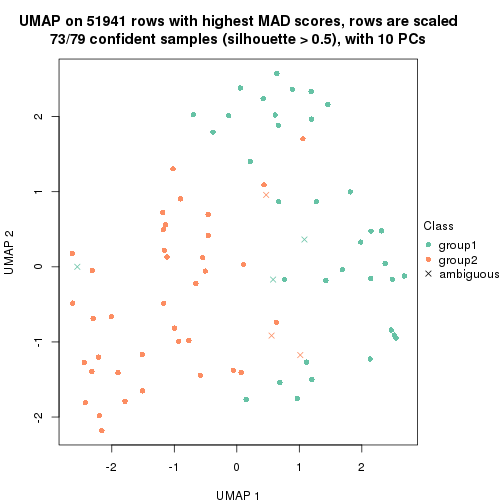 UMAP on 51941 rows with highest MAD scores, rows are scaled
73/79 confident samples (silhouette > 0.5), with 10 PCs
2
1
0
-1
-2
UMAP 2
-2
-1
0
1
2
UMAP 1
Class
group1
group2
ambiguous